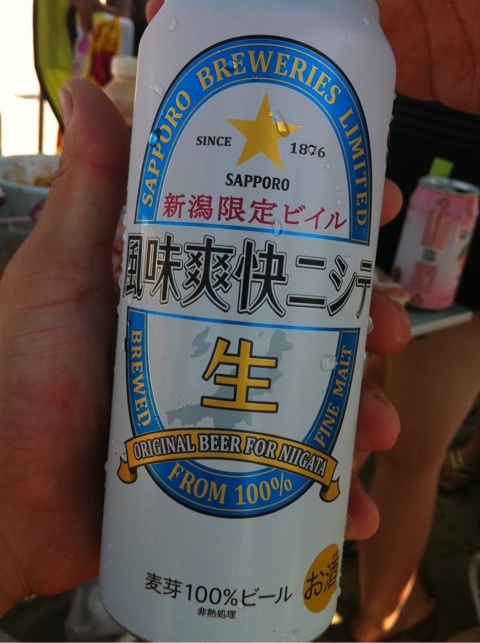 SAPPORO BREWERIES LIMITED
SINCE 1876
SAPPORO
新潟限定ビイル
風味爽快ニシテ
生
BREWED
FINE MALT
ORIGINAL BEER FOR NIIGATA
FROM 100%
麦芽100%ビール
非熱処理
お酒